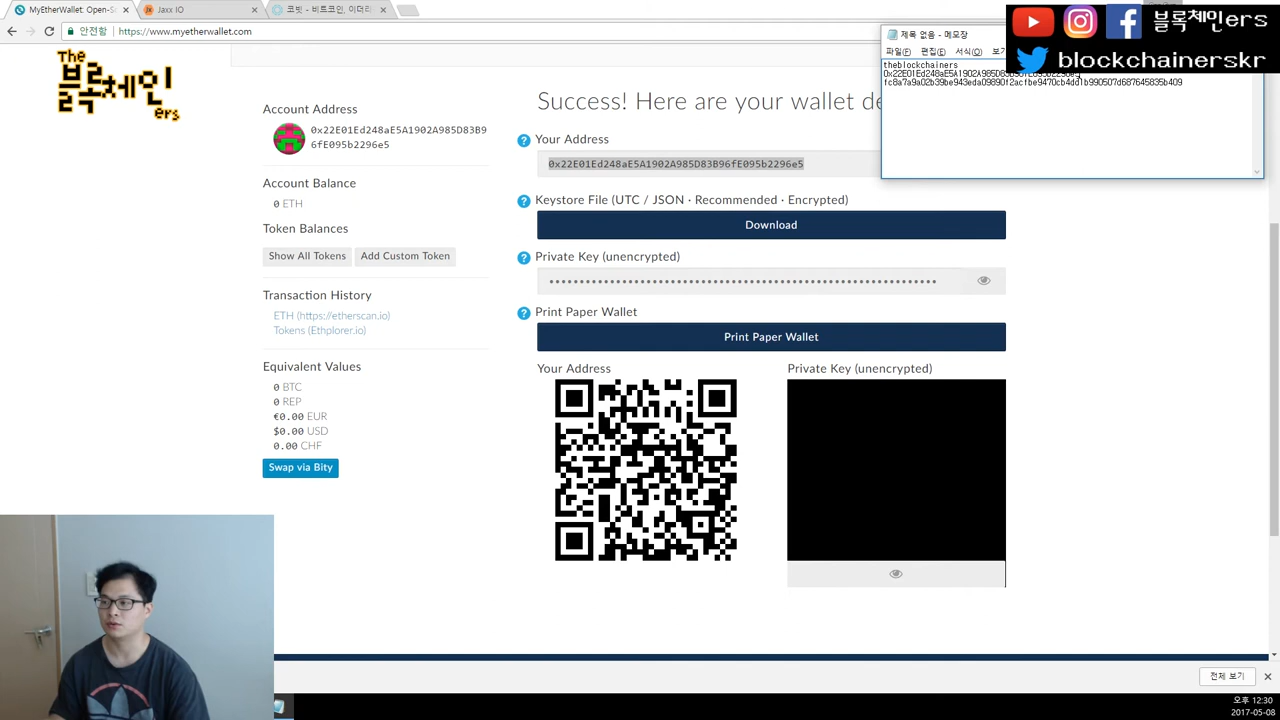 MyEtherWallet: Open-S
Jaxx IO
코빗 - 비트코인, 이더리
안전함
https://www.myetherwallet.com
제목 없음 - 메모장
파일(F) 편집(E) 서식(O) 보기
theblockchainers
블록체인ers
blockchainerskr
The
블록체인
ers
Account Address
0x22E01Ed248aE5A1902A985D83B9
6fE095b2296e5
Account Balance
0 ETH
Token Balances
Show All Tokens
Add Custom Token
Transaction History
ETH (https://etherscan.io)
Tokens (Ethplorer.io)
Equivalent Values
0 BTC
0 REP
€0.00 EUR
$0.00 USD
0.00 CHF
Swap via Bity
Success! Here are your wallet de
Your Address
0x22E01Ed248aE5A1902A985D83B96fE095b2296e5
Keystore File (UTC / JSON · Recommended · Encrypted)
Download
Private Key (unencrypted)
Print Paper Wallet
Print Paper Wallet
Your Address
Private Key (unencrypted)
전체 보기
오후 12:30
2017-05-08